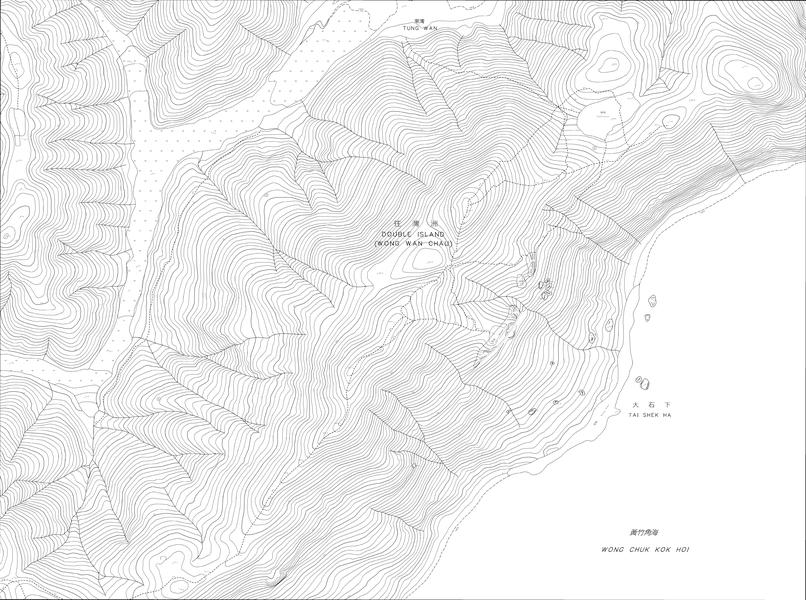 東灣
TUNG WAN
往灣洲
DOUBLE ISLAND
(WONG WAN CHAU)
大石下
TAI SHEK HA
黃竹角海
WONG CHUK KOK HOI